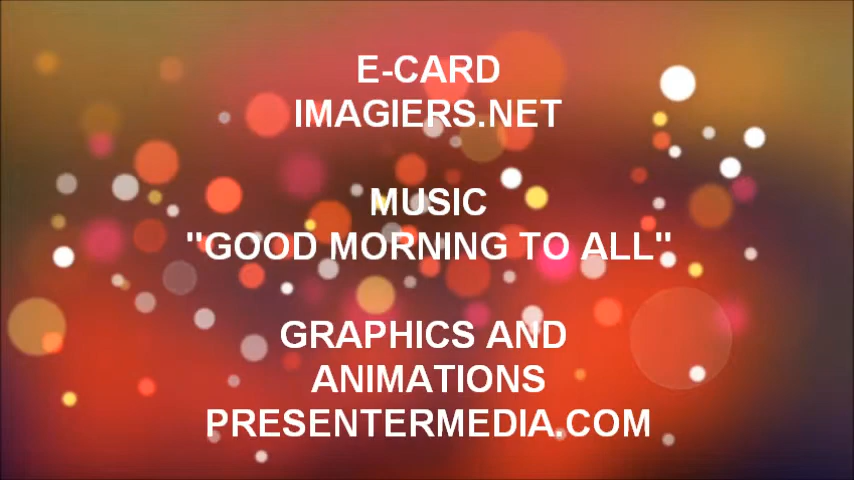 E-CARD
IMAGIERS.NET
MUSIC
"GOOD MORNING TO ALL"
GRAPHICS AND
ANIMATIONS
PRESENTERMEDIA.COM